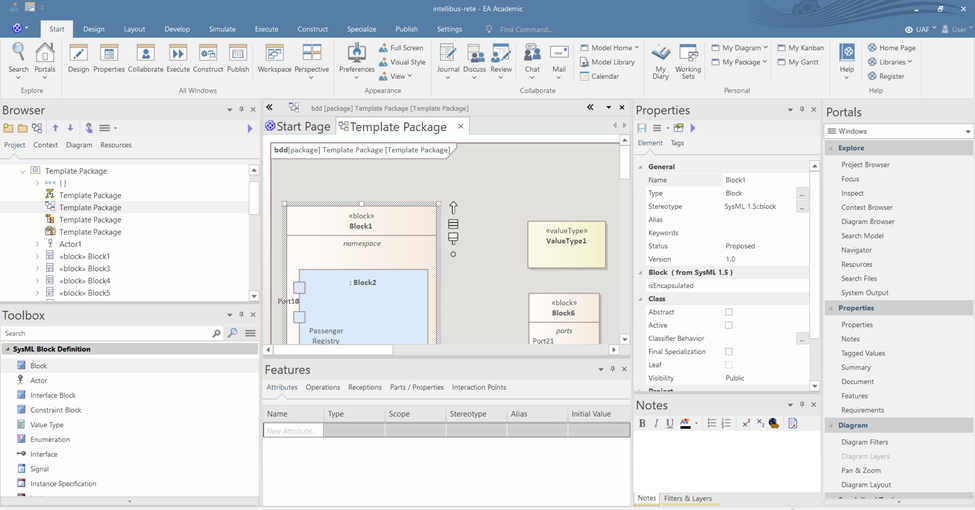 intellibus-rete - EA Academic
Start Design Layout Develop Simulate Execute Construct Specialize Publish Settings Find Command... UAF User
Search Portals Design Properties Collaborate Execute Construct Publish Workspace Perspective Preferences Full Screen Visual Style View Journal Discuss Review Chat Mail Model Home Model Library Calendar My Diary Working Sets My Diagram My Package My Kanban My Gantt Help Home Page Libraries Register
Explore All Windows Appearance Collaborate Personal Help
Browser
Project Context Diagram Resources
Template Package
{ }
Template Package
Template Package
Template Package
Template Package
Actor1
«block» Block1
«block» Block3
«block» Block4
«block» Block5
Toolbox
Search
SysML Block Definition
Block
Actor
Interface Block
Constraint Block
Value Type
Enumeration
Interface
Signal
Instance Specification
bdd [package] Template Package [Template Package]
Start Page Template Package
bdd[package] Template Package [Template Package]
«block»
Block1
namespace
: Block2
Port10
Passenger
Registry
«valueType»
ValueType1
«block»
Block6
ports
Port21
Features
Attributes Operations Receptions Parts / Properties Interaction Points
Name Type Scope Stereotype Alias Initial Value
New Attribute...
Properties
Element Tags
General
Name Block1
Type Block
Stereotype SysML 1.5::block
Alias
Keywords
Status Proposed
Version 1.0
Block ( from SysML 1.5 )
isEncapsulated
Class
Abstract
Active
Classifier Behavior
Final Specialization
Leaf
Visibility Public
Project
Notes
B I U
Notes Filters & Layers
Portals
Windows
Explore
Project Browser
Focus
Inspect
Context Browser
Diagram Browser
Search Model
Navigator
Resources
Search Files
System Output
Properties
Properties
Notes
Tagged Values
Summary
Document
Features
Requirements
Diagram
Diagram Filters
Diagram Layers
Pan & Zoom
Diagram Layout